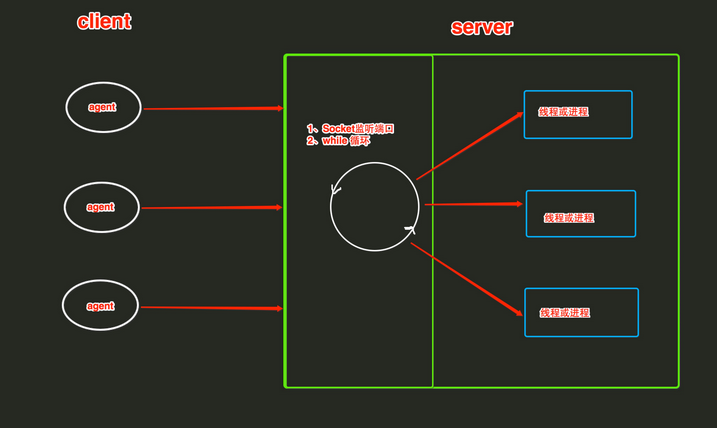 client
server
agent
agent
agent
1、Socket监听端口
2、while 循环
线程或进程
线程或进程
线程或进程